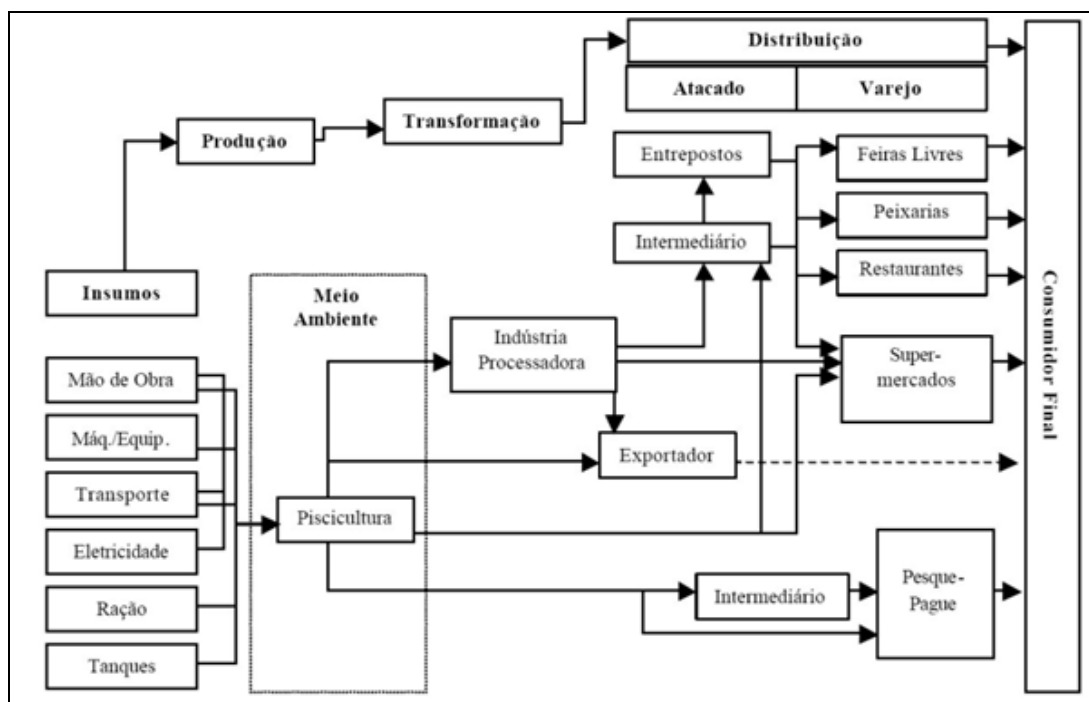 Distribuição
Atacado
Varejo
Transformação
Produção
Insumos
Entrepostos
Feiras Livres
Intermediário
Peixarias
Restaurantes
Meio
Ambiente
Indústria
Processadora
Super-
mercados
Mão de Obra
Máq./Equip.
Transporte
Eletricidade
Ração
Tanques
Exportador
Piscicultura
Intermediário
Pesque-
Pague
Consumidor Final